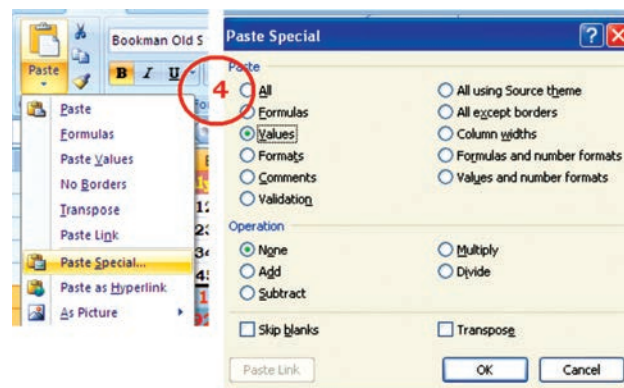 Bookman Old S
Paste
B I U
4
Paste
Formulas
Paste Values
No Borders
Transpose
Paste Link
Paste Special...
Paste as Hyperlink
As Picture
Paste Special
Paste
All
All using Source theme
Formulas
All except borders
Values
Column widths
Formats
Formulas and number formats
Comments
Values and number formats
Validation
Operation
None
Multiply
Add
Divide
Subtract
Skip blanks
Transpose
Paste Link
OK
Cancel